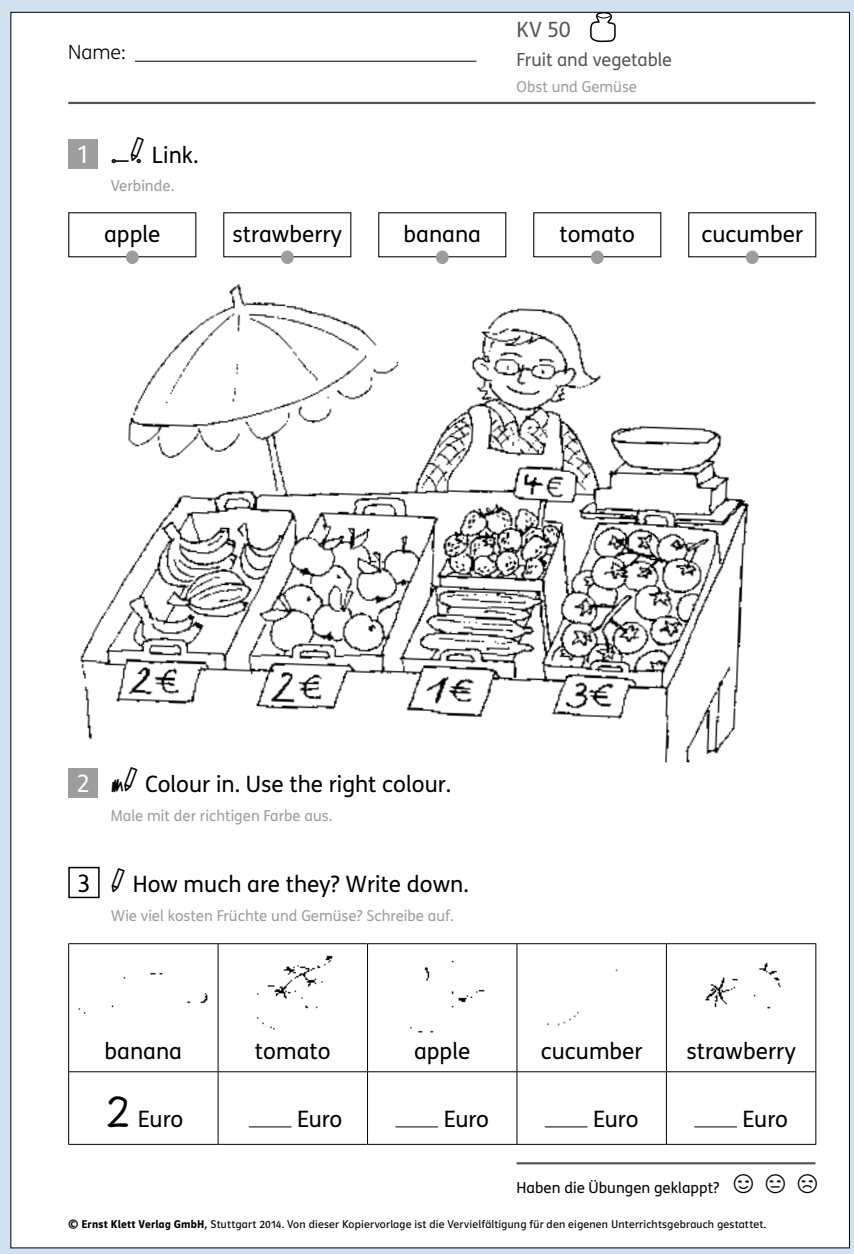 Name:
KV 50
Fruit and vegetable
Obst und Gemüse
1 Link.
Verbinde.
apple strawberry banana tomato cucumber
4€
2€ 2€ 1€ 3€
2 Colour in. Use the right colour.
Male mit der richtigen Farbe aus.
3 How much are they? Write down.
Wie viel kosten Früchte und Gemüse? Schreibe auf.
banana tomato apple cucumber strawberry
2 Euro ___ Euro ___ Euro ___ Euro ___ Euro
Haben die Übungen geklappt?
© Ernst Klett Verlag GmbH, Stuttgart 2014. Von dieser Kopiervorlage ist die Vervielfältigung für den eigenen Unterrichtsgebrauch gestattet.